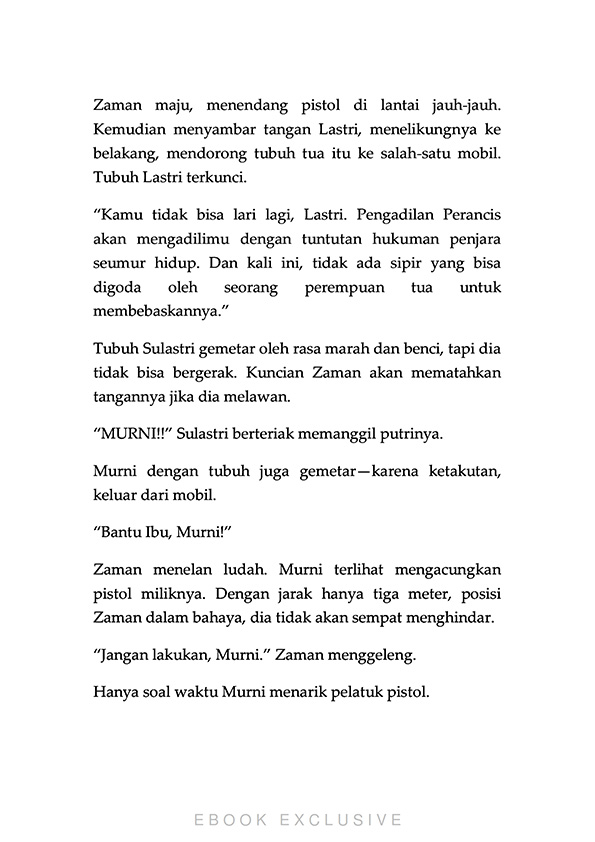 Zaman maju, menendang pistol di lantai jauh-jauh.
Kemudian menyambar tangan Lastri, menelikungnya ke
belakang, mendorong tubuh tua itu ke salah-satu mobil.
Tubuh Lastri terkunci.
“Kamu tidak bisa lari lagi, Lastri. Pengadilan Perancis
akan mengadilimu dengan tuntutan hukuman penjara
seumur hidup. Dan kali ini, tidak ada sipir yang bisa
digoda oleh seorang perempuan tua untuk
membebaskannya.”
Tubuh Sulastri gemetar oleh rasa marah dan benci, tapi dia
tidak bisa bergerak. Kuncian Zaman akan mematahkan
tangannya jika dia melawan.
“MURNI!!” Sulastri berteriak memanggil putrinya.
Murni dengan tubuh juga gemetar—karena ketakutan,
keluar dari mobil.
“Bantu Ibu, Murni!”
Zaman menelan ludah. Murni terlihat mengacungkan
pistol miliknya. Dengan jarak hanya tiga meter, posisi
Zaman dalam bahaya, dia tidak akan sempat menghindar.
“Jangan lakukan, Murni.” Zaman menggeleng.
Hanya soal waktu Murni menarik pelatuk pistol.
EBOOK EXCLUSIVE